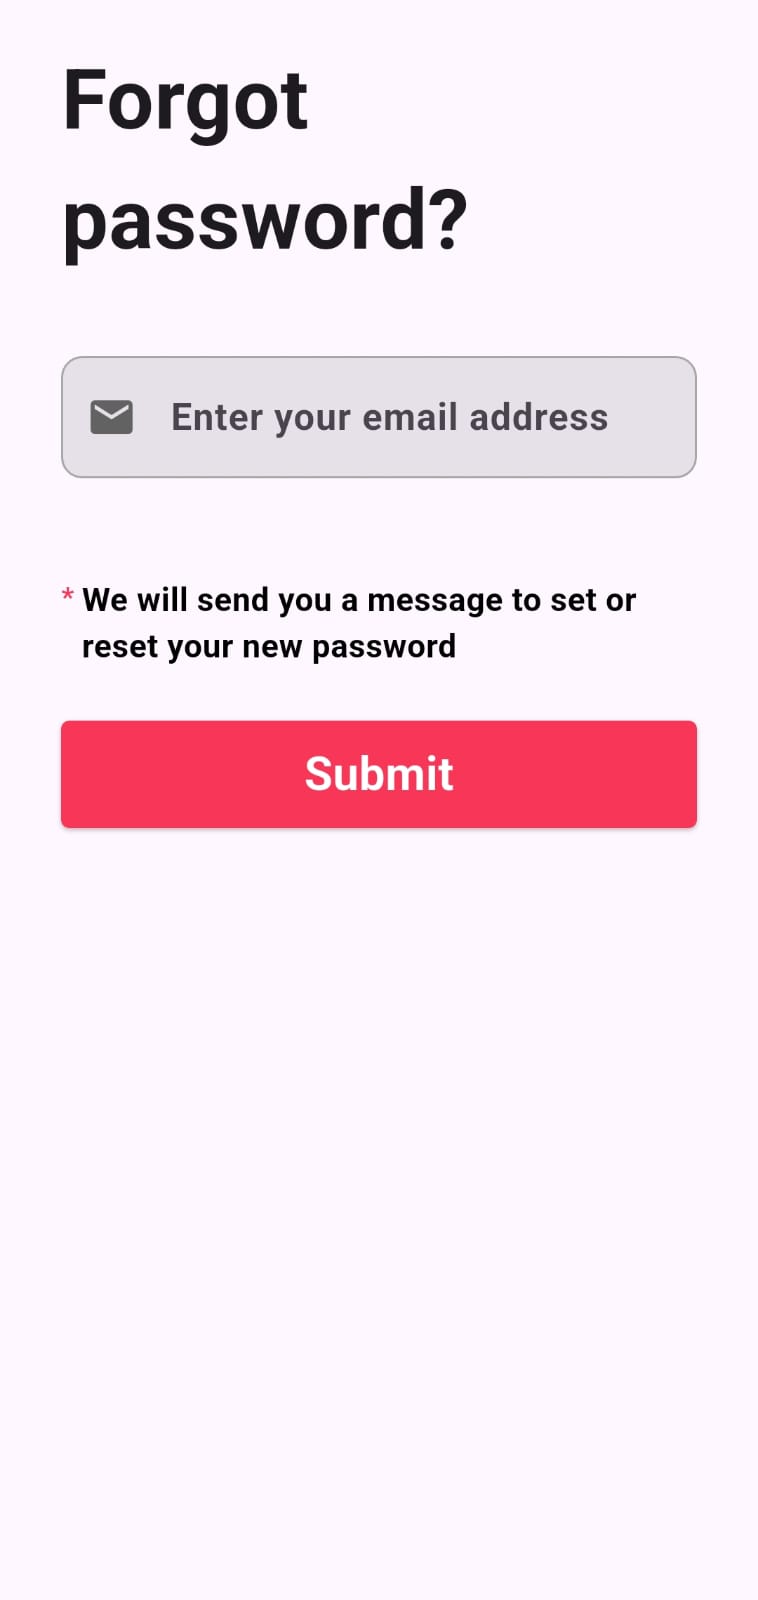 Forgot
password?
Enter your email address
* We will send you a message to set or
reset your new password
Submit